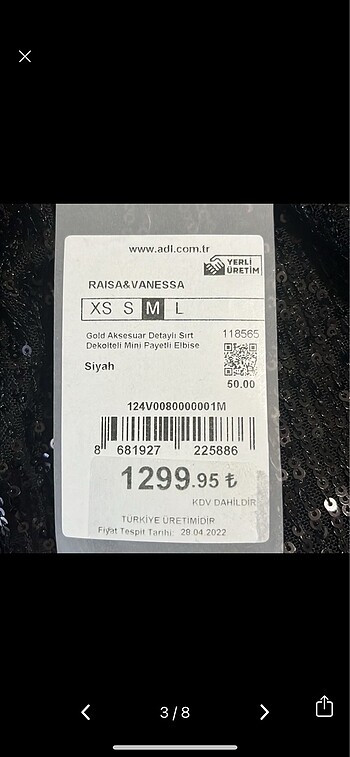 www.adl.com.tr
YERLİ
ÜRETİM
RAISA&VANESSA
XS S M L
Gold Aksesuar Detaylı Sırt
Dekolteli Mini Payetli Elbise
118565
Siyah
50.00
124V0080000001M
8 681927 225886
1299.95 ₺
KDV DAHİLDİR
TÜRKİYE ÜRETİMİDİR
Fiyat Tespit Tarihi: 28.04.2022
3/8